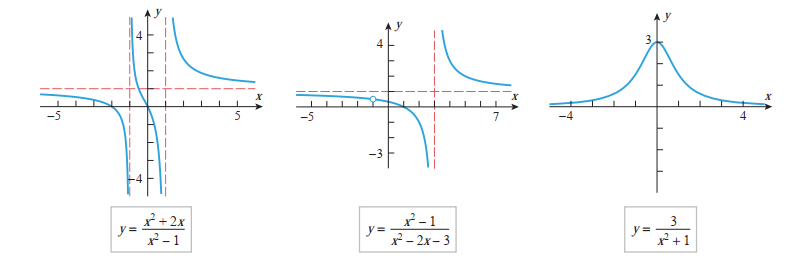 y
4
x
−5
5
−4
y = (x² + 2x)/(x² − 1)
y
4
x
−5
7
−3
y = (x² − 1)/(x² − 2x − 3)
y
3
x
−4
4
y = 3/(x² + 1)